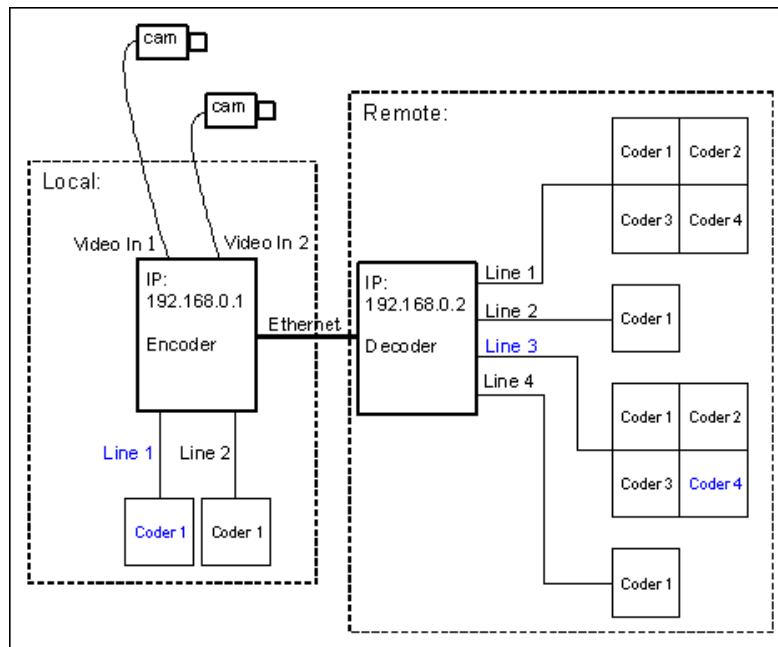 cam
cam
Remote:
Coder 1
Coder 2
Coder 3
Coder 4
Local:
Video In 1
Video In 2
IP:
192.168.0.1
Encoder
Ethernet
IP:
192.168.0.2
Decoder
Line 1
Line 2
Line 3
Line 4
Coder 1
Coder 1
Coder 2
Coder 3
Coder 4
Coder 1
Line 1
Line 2
Coder 1
Coder 1